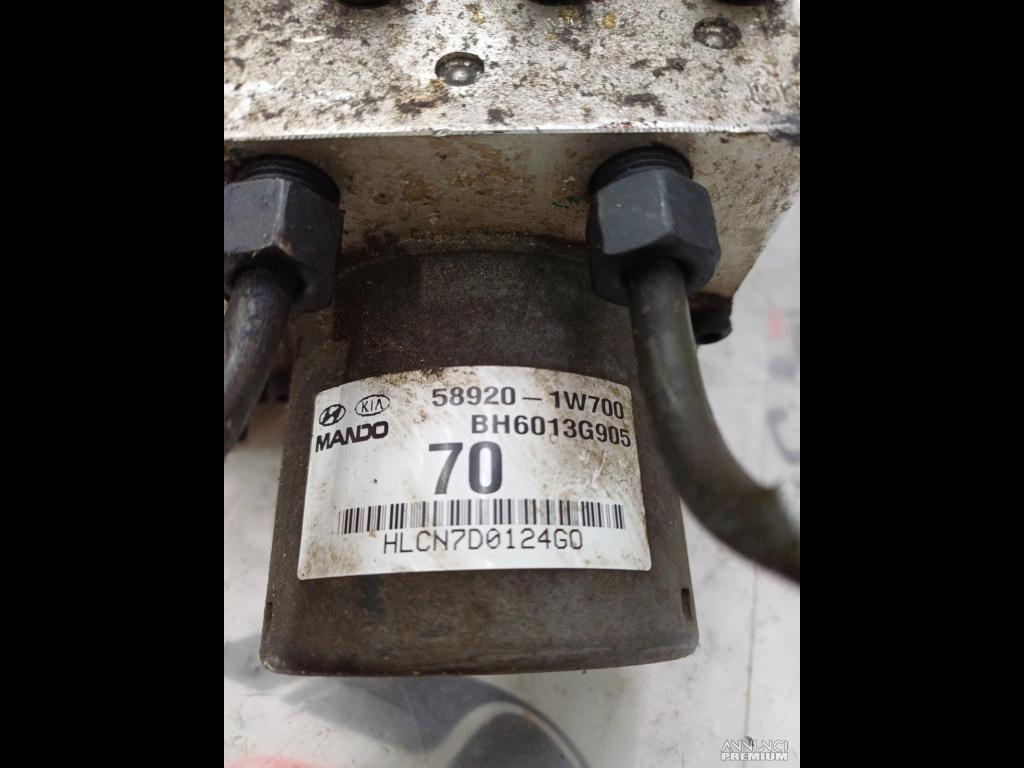 KIA 58920-1W700
MANDO BH6013G905
70
HLCN7D0124G0
ANNUNCI
PREMIUM